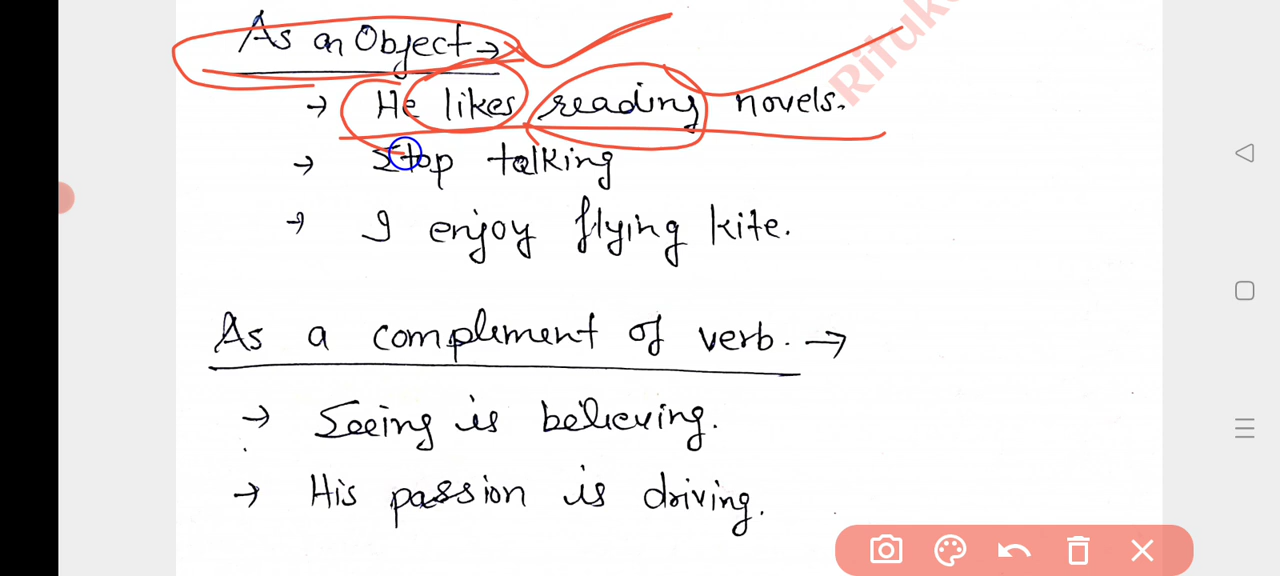 As an Object →
→ He likes reading novels.
→ Stop talking
→ I enjoy flying kite.
As a complement of verb. →
→ Seeing is believing.
→ His passion is driving.